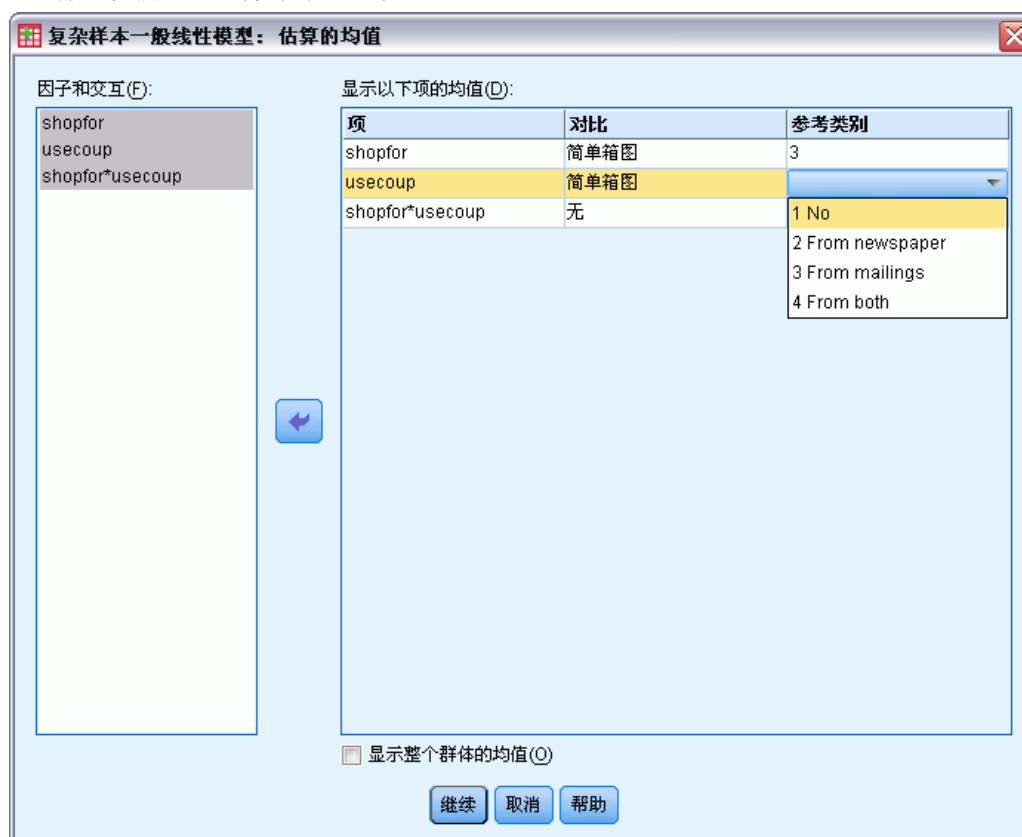 复杂样本一般线性模型：估算的均值
因子和交互(F):
shopfor
usecoup
shopfor*usecoup
显示以下项的均值(D):
项 对比 参考类别
shopfor 简单箱图 3
usecoup 简单箱图
shopfor*usecoup 无
1 No
2 From newspaper
3 From mailings
4 From both
显示整个群体的均值(O)
继续 取消 帮助